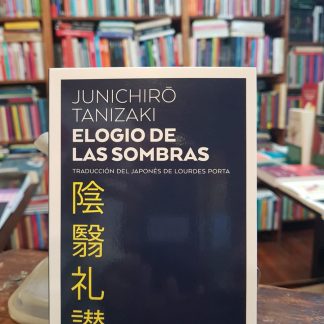 JUNICHIRŌ
TANIZAKI
ELOGIO DE
LAS SOMBRAS
TRADUCCIÓN DEL JAPONÉS DE LOURDES PORTA
陰
翳
礼
讃